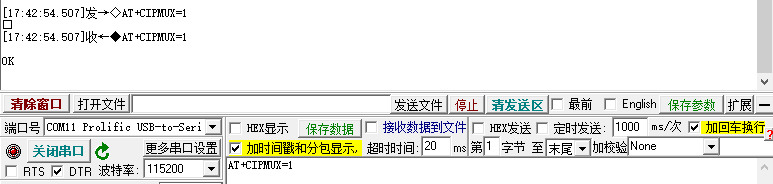 [17:42:54.507]发→◇AT+CIPMUX=1
□
[17:42:54.507]收←◆AT+CIPMUX=1
OK
清除窗口 打开文件 发送文件 停止 清发送区 最前 English 保存参数 扩展 —
端口号 COM11 Prolific USB-to-Seri HEX显示 保存数据 接收数据到文件 HEX发送 定时发送: 1000 ms/次 加回车换行 ?
关闭串口 更多串口设置 加时间戳和分包显示, 超时时间: 20 ms 第 1 字节 至 末尾 加校验 None
RTS DTR 波特率: 115200 AT+CIPMUX=1